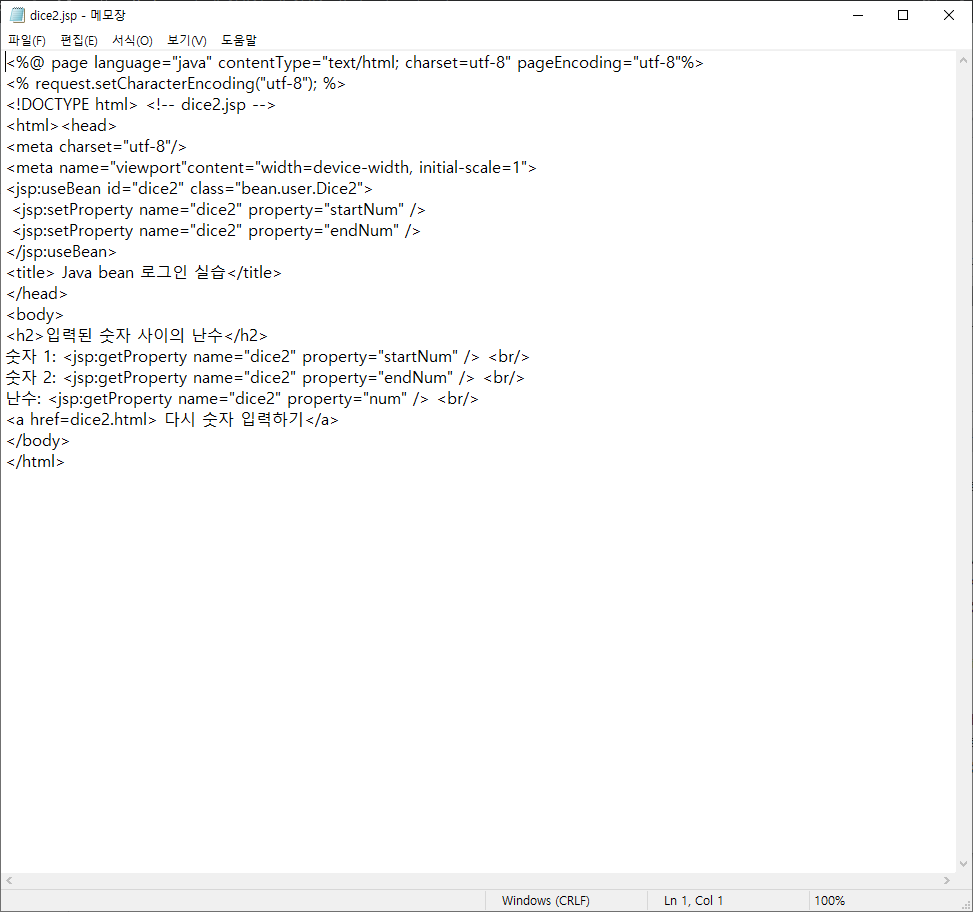 dice2.jsp - 메모장
파일(F) 편집(E) 서식(O) 보기(V) 도움말
<%@ page language="java" contentType="text/html; charset=utf-8" pageEncoding="utf-8"%>
<% request.setCharacterEncoding("utf-8"); %>
<!DOCTYPE html> <!-- dice2.jsp -->
<html><head>
<meta charset="utf-8"/>
<meta name="viewport"content="width=device-width, initial-scale=1">
<jsp:useBean id="dice2" class="bean.user.Dice2">
 <jsp:setProperty name="dice2" property="startNum" />
 <jsp:setProperty name="dice2" property="endNum" />
</jsp:useBean>
<title> Java bean 로그인 실습</title>
</head>
<body>
<h2>입력된 숫자 사이의 난수</h2>
숫자 1: <jsp:getProperty name="dice2" property="startNum" /> <br/>
숫자 2: <jsp:getProperty name="dice2" property="endNum" /> <br/>
난수: <jsp:getProperty name="dice2" property="num" /> <br/>
<a href=dice2.html> 다시 숫자 입력하기</a>
</body>
</html>
Windows (CRLF) Ln 1, Col 1 100%